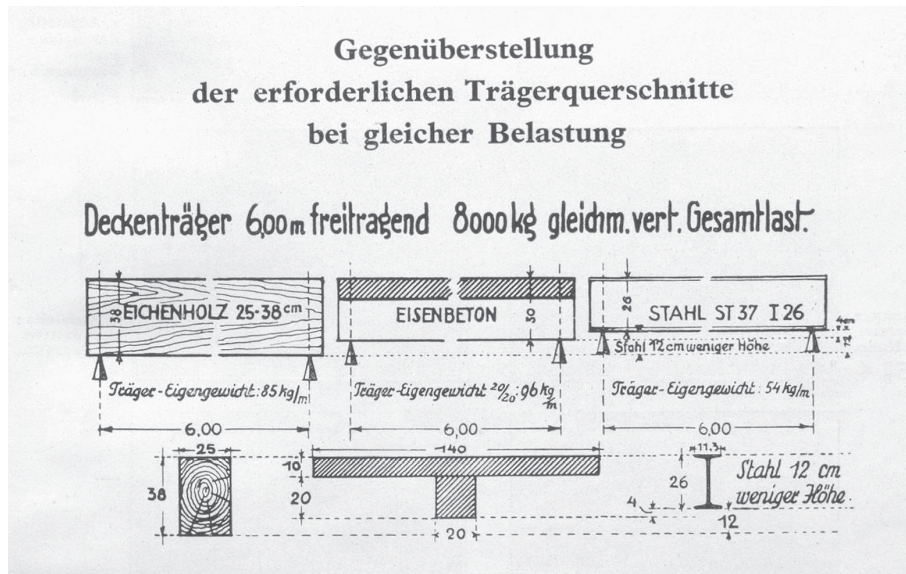 Gegenüberstellung
der erforderlichen Trägerquerschnitte
bei gleicher Belastung
Deckenträger 6,00 m freitragend 8000 kg gleichm. vert. Gesamtlast.
38
EICHENHOLZ 25-38 cm
EISENBETON
30
26
STAHL ST 37 I 26
4cm
12
Stahl 12 cm weniger Höhe
Träger-Eigengewicht: 85 kg/m
Träger-Eigengewicht 20/20: 96 kg/m
Träger-Eigengewicht: 54 kg/m
6,00
6,00
6,00
25
38
140
10
20
20
11,3
26
4
12
Stahl 12 cm
weniger Höhe.